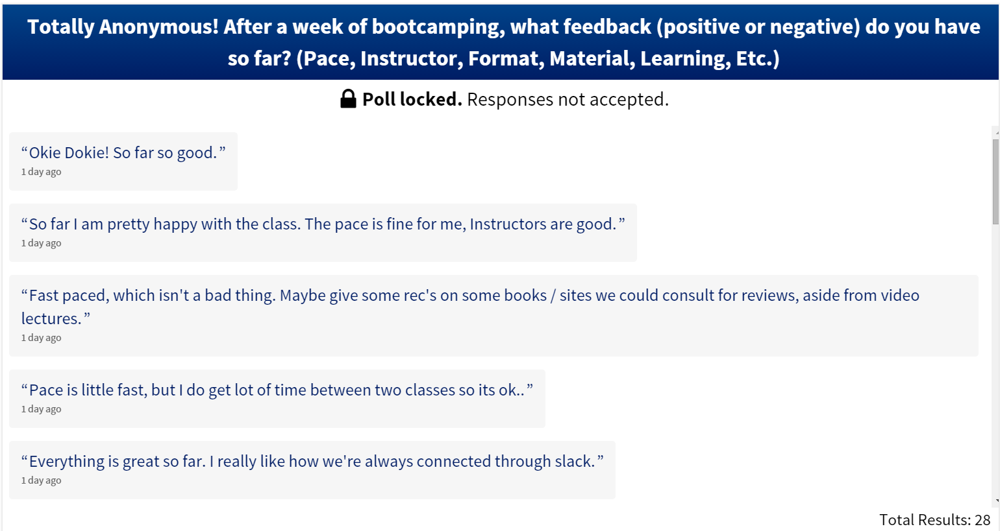 Totally Anonymous! After a week of bootcamping, what feedback (positive or negative) do you have
so far? (Pace, Instructor, Format, Material, Learning, Etc.)
Poll locked. Responses not accepted.
“Okie Dokie! So far so good.”
1 day ago
“So far I am pretty happy with the class. The pace is fine for me, Instructors are good.”
1 day ago
“Fast paced, which isn't a bad thing. Maybe give some rec's on some books / sites we could consult for reviews, aside from video
lectures.”
1 day ago
“Pace is little fast, but I do get lot of time between two classes so its ok..”
1 day ago
“Everything is great so far. I really like how we're always connected through slack.”
1 day ago
Total Results: 28